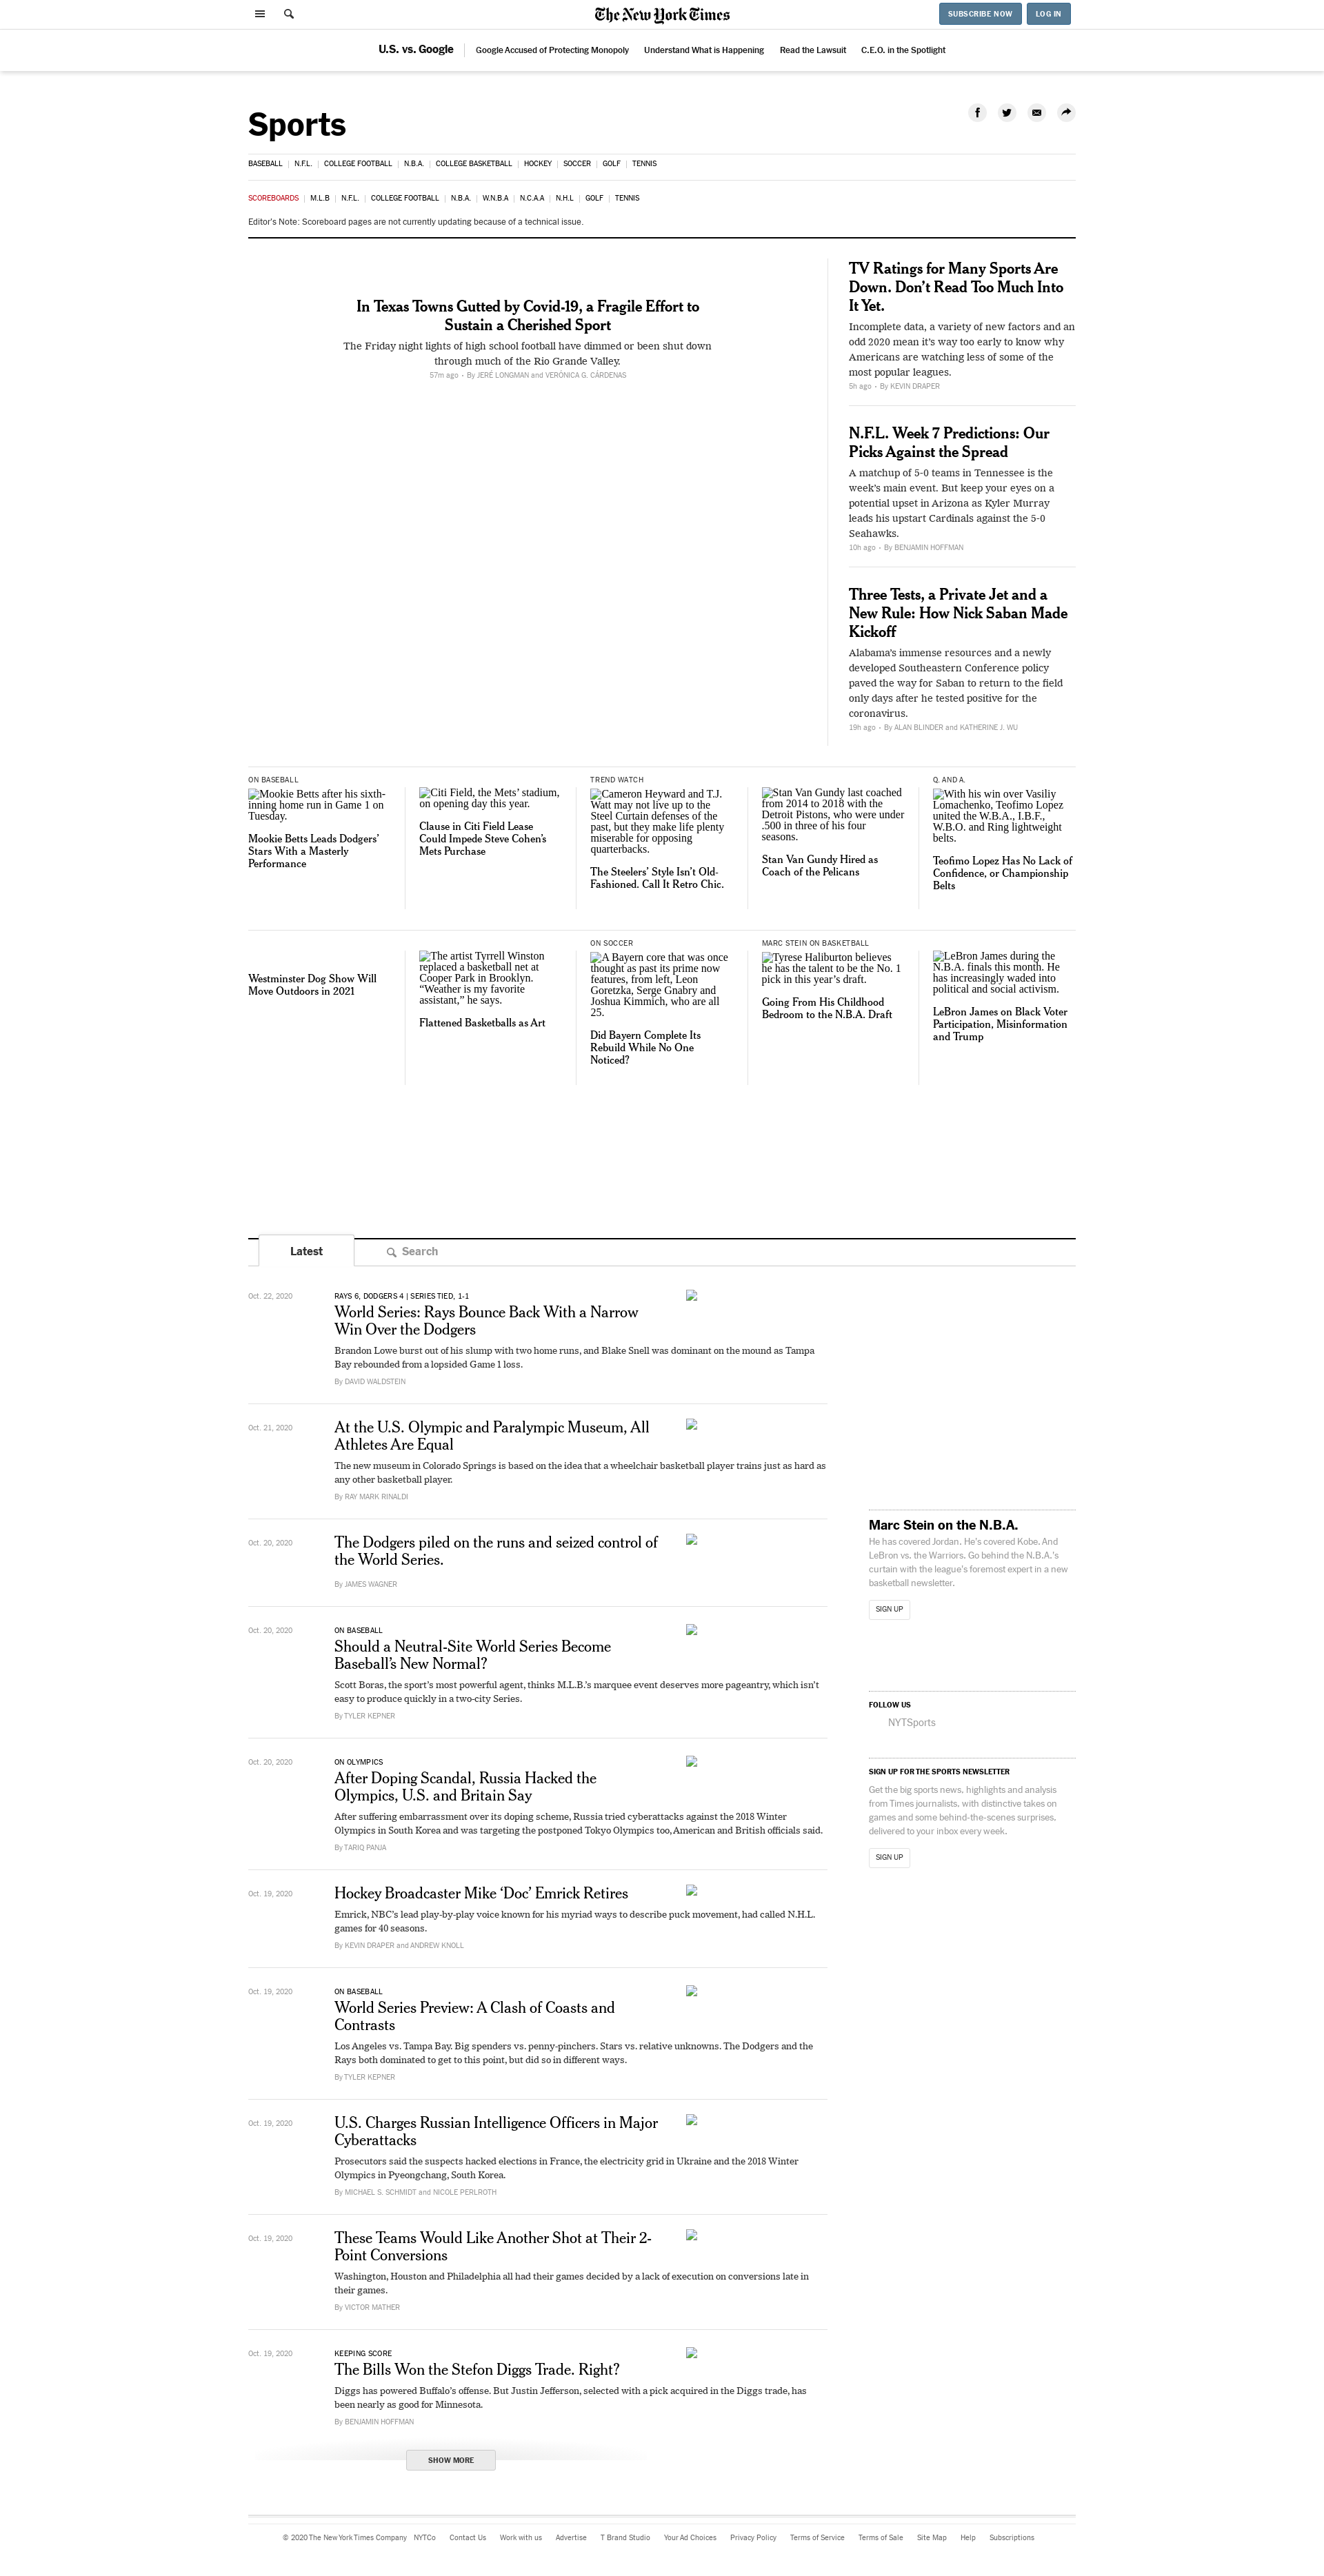 The New York Times
SUBSCRIBE NOW
LOG IN
U.S. vs. Google
Google Accused of Protecting Monopoly
Understand What is Happening
Read the Lawsuit
C.E.O. in the Spotlight
Sports
BASEBALL | N.F.L. | COLLEGE FOOTBALL | N.B.A. | COLLEGE BASKETBALL | HOCKEY | SOCCER | GOLF | TENNIS
SCOREBOARDS | M.L.B | N.F.L. | COLLEGE FOOTBALL | N.B.A. | W.N.B.A | N.C.A.A | N.H.L | GOLF | TENNIS
Editor's Note: Scoreboard pages are not currently updating because of a technical issue.
In Texas Towns Gutted by Covid-19, a Fragile Effort to
Sustain a Cherished Sport
The Friday night lights of high school football have dimmed or been shut down
through much of the Rio Grande Valley.
57m ago • By JERÉ LONGMAN and VERÓNICA G. CÁRDENAS
TV Ratings for Many Sports Are
Down. Don’t Read Too Much Into
It Yet.
Incomplete data, a variety of new factors and an
odd 2020 mean it’s way too early to know why
Americans are watching less of some of the
most popular leagues.
5h ago • By KEVIN DRAPER
N.F.L. Week 7 Predictions: Our
Picks Against the Spread
A matchup of 5-0 teams in Tennessee is the
week’s main event. But keep your eyes on a
potential upset in Arizona as Kyler Murray
leads his upstart Cardinals against the 5-0
Seahawks.
10h ago • By BENJAMIN HOFFMAN
Three Tests, a Private Jet and a
New Rule: How Nick Saban Made
Kickoff
Alabama’s immense resources and a newly
developed Southeastern Conference policy
paved the way for Saban to return to the field
only days after he tested positive for the
coronavirus.
19h ago • By ALAN BLINDER and KATHERINE J. WU
ON BASEBALL
Mookie Betts after his sixth-
inning home run in Game 1 on
Tuesday.
Mookie Betts Leads Dodgers’
Stars With a Masterly
Performance
Citi Field, the Mets’ stadium,
on opening day this year.
Clause in Citi Field Lease
Could Impede Steve Cohen’s
Mets Purchase
TREND WATCH
Cameron Heyward and T.J.
Watt may not live up to the
Steel Curtain defenses of the
past, but they make life plenty
miserable for opposing
quarterbacks.
The Steelers’ Style Isn’t Old-
Fashioned. Call It Retro Chic.
Stan Van Gundy last coached
from 2014 to 2018 with the
Detroit Pistons, who were under
.500 in three of his four
seasons.
Stan Van Gundy Hired as
Coach of the Pelicans
Q. AND A.
With his win over Vasiliy
Lomachenko, Teofimo Lopez
united the W.B.A., I.B.F.,
W.B.O. and Ring lightweight
belts.
Teofimo Lopez Has No Lack of
Confidence, or Championship
Belts
Westminster Dog Show Will
Move Outdoors in 2021
The artist Tyrrell Winston
replaced a basketball net at
Cooper Park in Brooklyn.
“Weather is my favorite
assistant,” he says.
Flattened Basketballs as Art
ON SOCCER
A Bayern core that was once
thought as past its prime now
features, from left, Leon
Goretzka, Serge Gnabry and
Joshua Kimmich, who are all
25.
Did Bayern Complete Its
Rebuild While No One
Noticed?
MARC STEIN ON BASKETBALL
Tyrese Haliburton believes
he has the talent to be the No. 1
pick in this year’s draft.
Going From His Childhood
Bedroom to the N.B.A. Draft
LeBron James during the
N.B.A. finals this month. He
has increasingly waded into
political and social activism.
LeBron James on Black Voter
Participation, Misinformation
and Trump
Latest
Search
Oct. 22, 2020
RAYS 6, DODGERS 4 | SERIES TIED, 1-1
World Series: Rays Bounce Back With a Narrow
Win Over the Dodgers
Brandon Lowe burst out of his slump with two home runs, and Blake Snell was dominant on the mound as Tampa
Bay rebounded from a lopsided Game 1 loss.
By DAVID WALDSTEIN
Oct. 21, 2020
At the U.S. Olympic and Paralympic Museum, All
Athletes Are Equal
The new museum in Colorado Springs is based on the idea that a wheelchair basketball player trains just as hard as
any other basketball player.
By RAY MARK RINALDI
Oct. 20, 2020
The Dodgers piled on the runs and seized control of
the World Series.
By JAMES WAGNER
Oct. 20, 2020
ON BASEBALL
Should a Neutral-Site World Series Become
Baseball’s New Normal?
Scott Boras, the sport’s most powerful agent, thinks M.L.B.’s marquee event deserves more pageantry, which isn’t
easy to produce quickly in a two-city Series.
By TYLER KEPNER
Oct. 20, 2020
ON OLYMPICS
After Doping Scandal, Russia Hacked the
Olympics, U.S. and Britain Say
After suffering embarrassment over its doping scheme, Russia tried cyberattacks against the 2018 Winter
Olympics in South Korea and was targeting the postponed Tokyo Olympics too, American and British officials said.
By TARIQ PANJA
Oct. 19, 2020
Hockey Broadcaster Mike ‘Doc’ Emrick Retires
Emrick, NBC’s lead play-by-play voice known for his myriad ways to describe puck movement, had called N.H.L.
games for 40 seasons.
By KEVIN DRAPER and ANDREW KNOLL
Oct. 19, 2020
ON BASEBALL
World Series Preview: A Clash of Coasts and
Contrasts
Los Angeles vs. Tampa Bay. Big spenders vs. penny-pinchers. Stars vs. relative unknowns. The Dodgers and the
Rays both dominated to get to this point, but did so in different ways.
By TYLER KEPNER
Oct. 19, 2020
U.S. Charges Russian Intelligence Officers in Major
Cyberattacks
Prosecutors said the suspects hacked elections in France, the electricity grid in Ukraine and the 2018 Winter
Olympics in Pyeongchang, South Korea.
By MICHAEL S. SCHMIDT and NICOLE PERLROTH
Oct. 19, 2020
These Teams Would Like Another Shot at Their 2-
Point Conversions
Washington, Houston and Philadelphia all had their games decided by a lack of execution on conversions late in
their games.
By VICTOR MATHER
Oct. 19, 2020
KEEPING SCORE
The Bills Won the Stefon Diggs Trade. Right?
Diggs has powered Buffalo’s offense. But Justin Jefferson, selected with a pick acquired in the Diggs trade, has
been nearly as good for Minnesota.
By BENJAMIN HOFFMAN
SHOW MORE
Marc Stein on the N.B.A.
He has covered Jordan. He’s covered Kobe. And
LeBron vs. the Warriors. Go behind the N.B.A.’s
curtain with the league’s foremost expert in a new
basketball newsletter.
SIGN UP
FOLLOW US
NYTSports
SIGN UP FOR THE SPORTS NEWSLETTER
Get the big sports news, highlights and analysis
from Times journalists, with distinctive takes on
games and some behind-the-scenes surprises,
delivered to your inbox every week.
SIGN UP
© 2020 The New York Times Company NYTCo Contact Us Work with us Advertise T Brand Studio Your Ad Choices Privacy Policy Terms of Service Terms of Sale Site Map Help Subscriptions